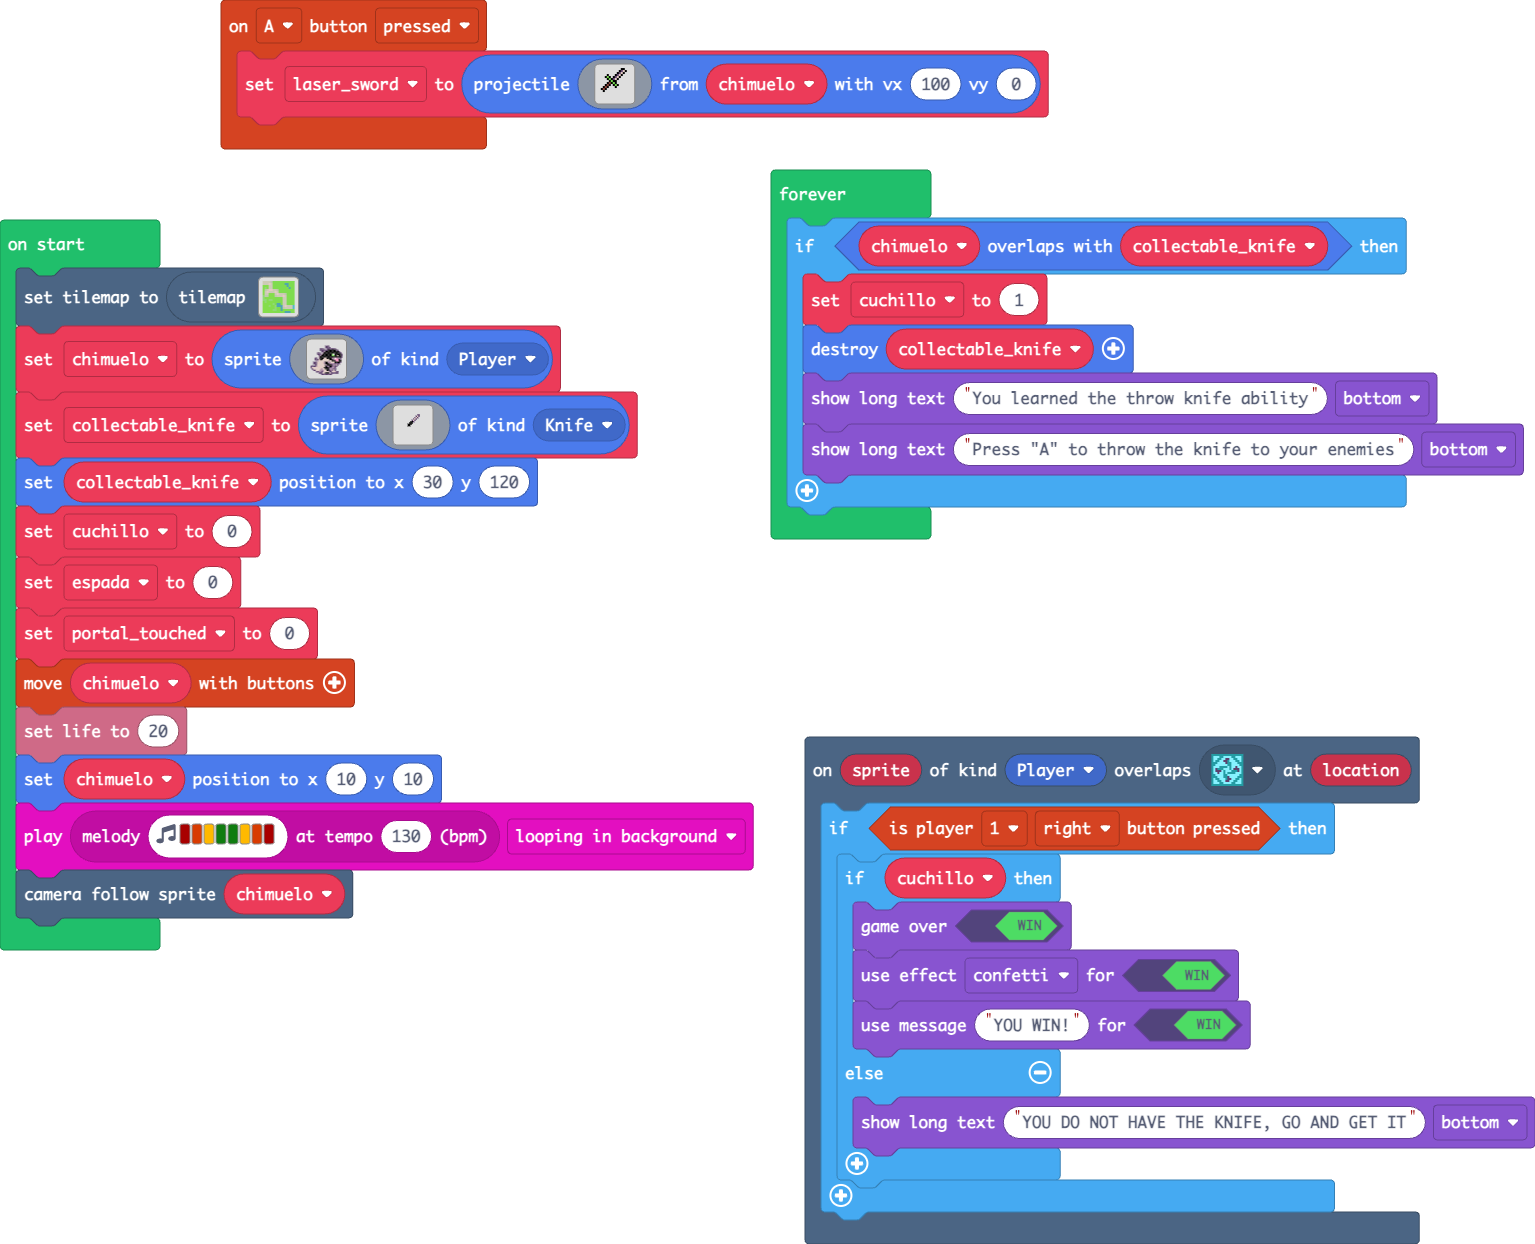 on A button pressed
set laser_sword to projectile from chimuelo with vx 100 vy 0
forever
if chimuelo overlaps with collectable_knife then
set cuchillo to 1
destroy collectable_knife
show long text "You learned the throw knife ability" bottom
show long text "Press "A" to throw the knife to your enemies" bottom
on start
set tilemap to tilemap
set chimuelo to sprite of kind Player
set collectable_knife to sprite of kind Knife
set collectable_knife position to x 30 y 120
set cuchillo to 0
set espada to 0
set portal_touched to 0
move chimuelo with buttons
set life to 20
set chimuelo position to x 10 y 10
play melody at tempo 130 (bpm) looping in background
camera follow sprite chimuelo
on sprite of kind Player overlaps at location
if is player 1 right button pressed then
if cuchillo then
game over WIN
use effect confetti for WIN
use message "YOU WIN!" for WIN
else
show long text "YOU DO NOT HAVE THE KNIFE, GO AND GET IT" bottom